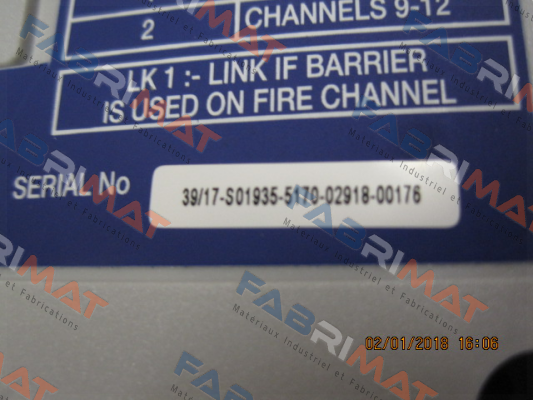 2 CHANNELS 9-12
LK 1 :- LINK IF BARRIER
IS USED ON FIRE CHANNEL
SERIAL No 39/17-S01935-5170-02918-00176
FABRIMAT
Materiaux Industriel et Fabrications
02/01/2018 16:06